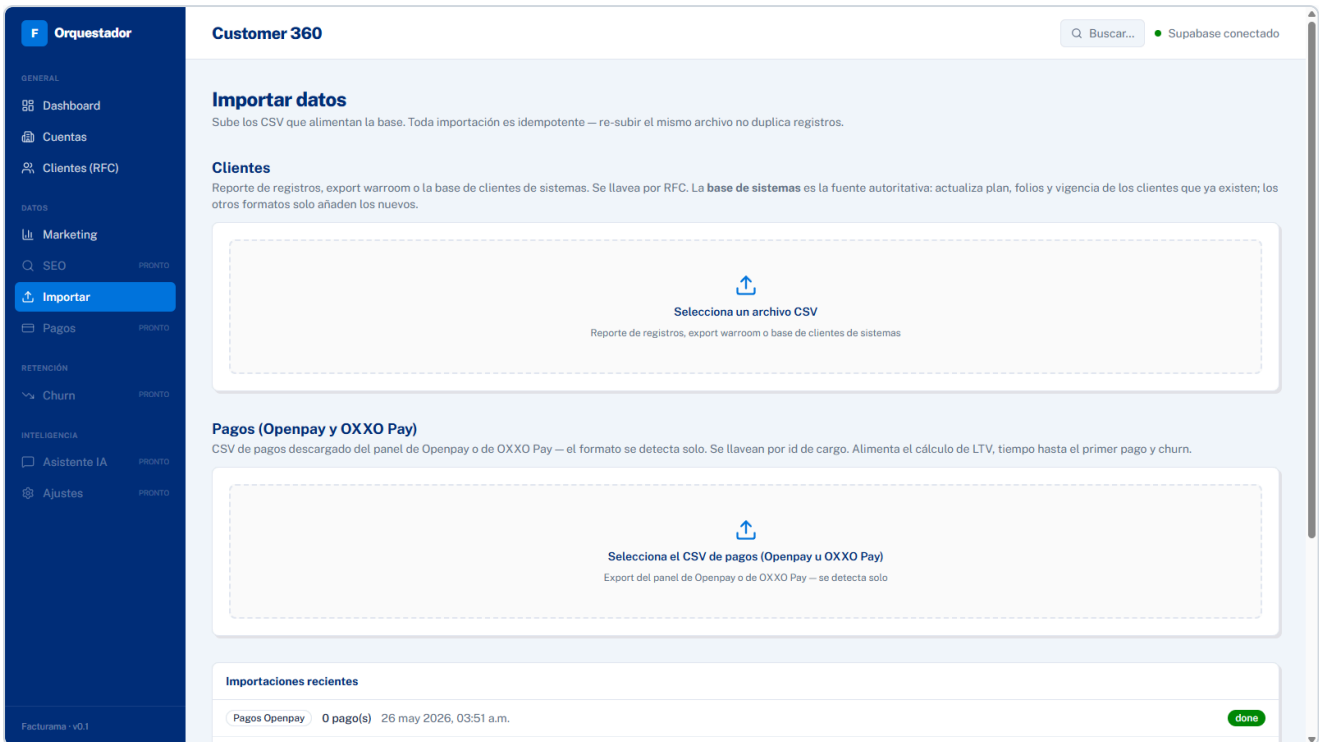 F Orquestador
GENERAL
Dashboard
Cuentas
Clientes (RFC)
DATOS
Marketing
SEO PRONTO
Importar
Pagos PRONTO
RETENCIÓN
Churn PRONTO
INTELIGENCIA
Asistente IA PRONTO
Ajustes PRONTO
Facturama · v0.1
Customer 360
Buscar...
Supabase conectado
Importar datos
Sube los CSV que alimentan la base. Toda importación es idempotente — re-subir el mismo archivo no duplica registros.
Clientes
Reporte de registros, export warroom o la base de clientes de sistemas. Se llavea por RFC. La base de sistemas es la fuente autoritativa: actualiza plan, folios y vigencia de los clientes que ya existen; los
otros formatos solo añaden los nuevos.
Selecciona un archivo CSV
Reporte de registros, export warroom o base de clientes de sistemas
Pagos (Openpay y OXXO Pay)
CSV de pagos descargado del panel de Openpay o de OXXO Pay — el formato se detecta solo. Se llavean por id de cargo. Alimenta el cálculo de LTV, tiempo hasta el primer pago y churn.
Selecciona el CSV de pagos (Openpay u OXXO Pay)
Export del panel de Openpay o de OXXO Pay — se detecta solo
Importaciones recientes
Pagos Openpay 0 pago(s) 26 may 2026, 03:51 a.m. done